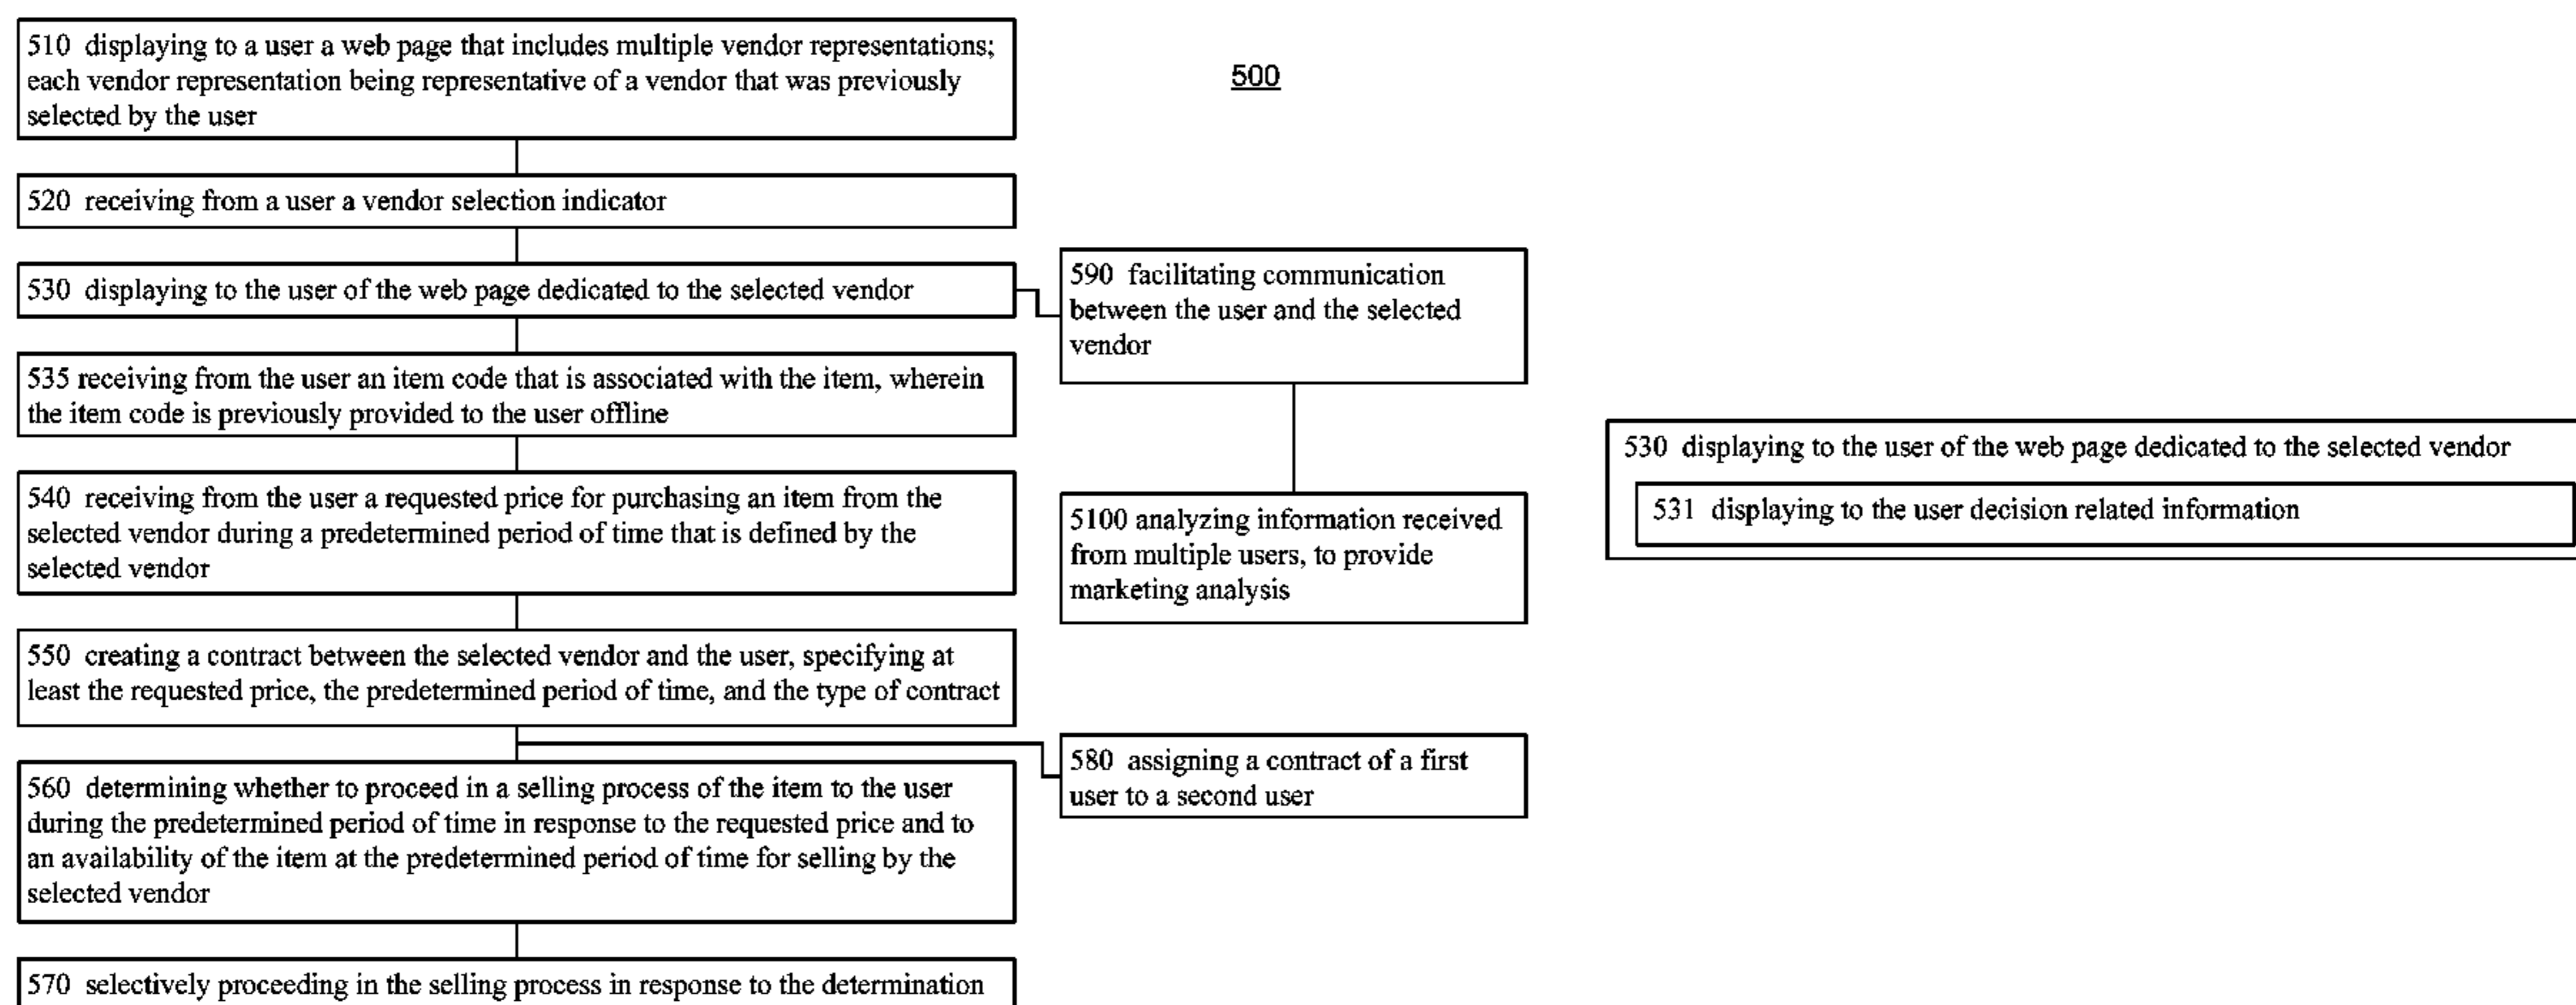 510 displaying to a user a web page that includes multiple vendor representations;
each vendor representation being representative of a vendor that was previously
selected by the user
500
520 receiving from a user a vendor selection indicator
530 displaying to the user of the web page dedicated to the selected vendor
590 facilitating communication
between the user and the selected
vendor
535 receiving from the user an item code that is associated with the item, wherein
the item code is previously provided to the user offline
530 displaying to the user of the web page dedicated to the selected vendor
531 displaying to the user decision related information
540 receiving from the user a requested price for purchasing an item from the
selected vendor during a predetermined period of time that is defined by the
selected vendor
5100 analyzing information received
from multiple users, to provide
marketing analysis
550 creating a contract between the selected vendor and the user, specifying at
least the requested price, the predetermined period of time, and the type of contract
580 assigning a contract of a first
user to a second user
560 determining whether to proceed in a selling process of the item to the user
during the predetermined period of time in response to the requested price and to
an availability of the item at the predetermined period of time for selling by the
selected vendor
570 selectively proceeding in the selling process in response to the determination